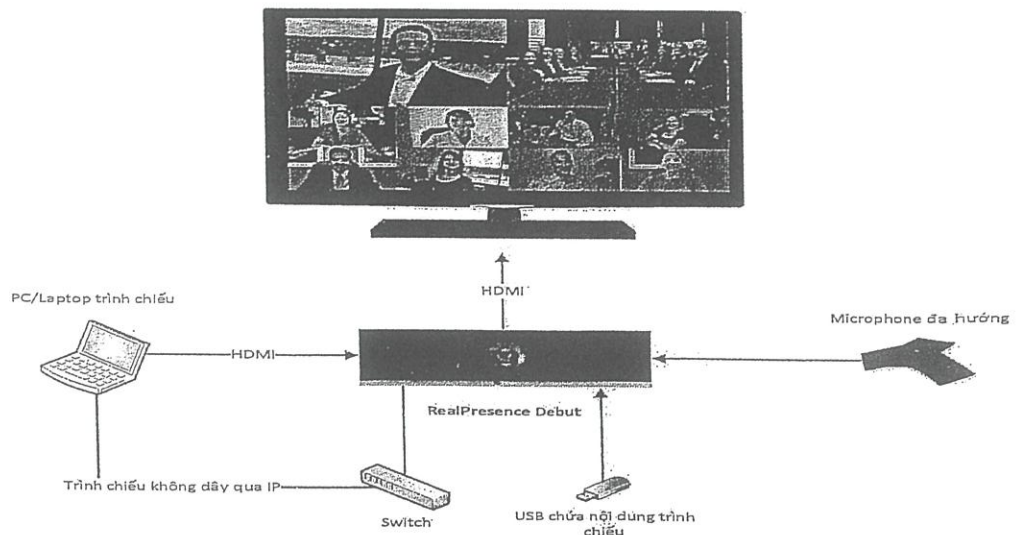 HDMI
PC/Laptop trình chiếu
Microphone đa hướng
HDMI
RealPresence Debut
Trình chiếu không dây qua IP
Switch
USB chứa nội dung trình
chiếu